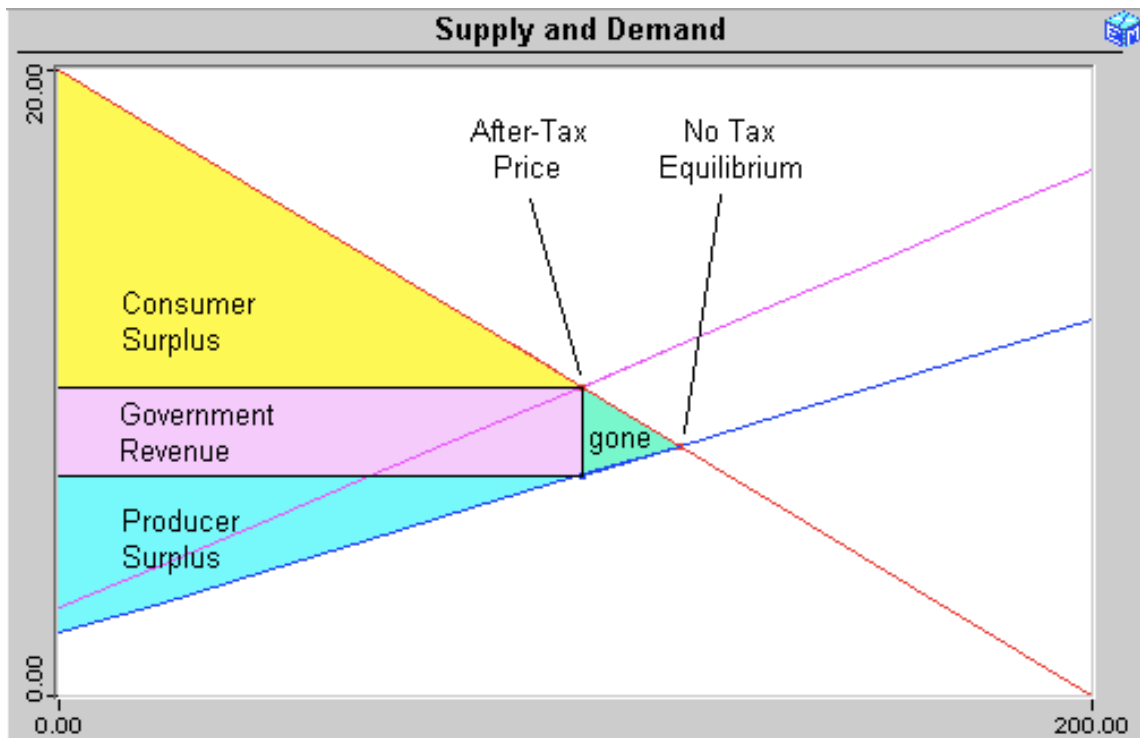 Supply and Demand
EM
20.00
After-Tax
Price
No Tax
Equilibrium
Consumer
Surplus
Government
Revenue
gone
Producer
Surplus
0.00
0.00
200.00